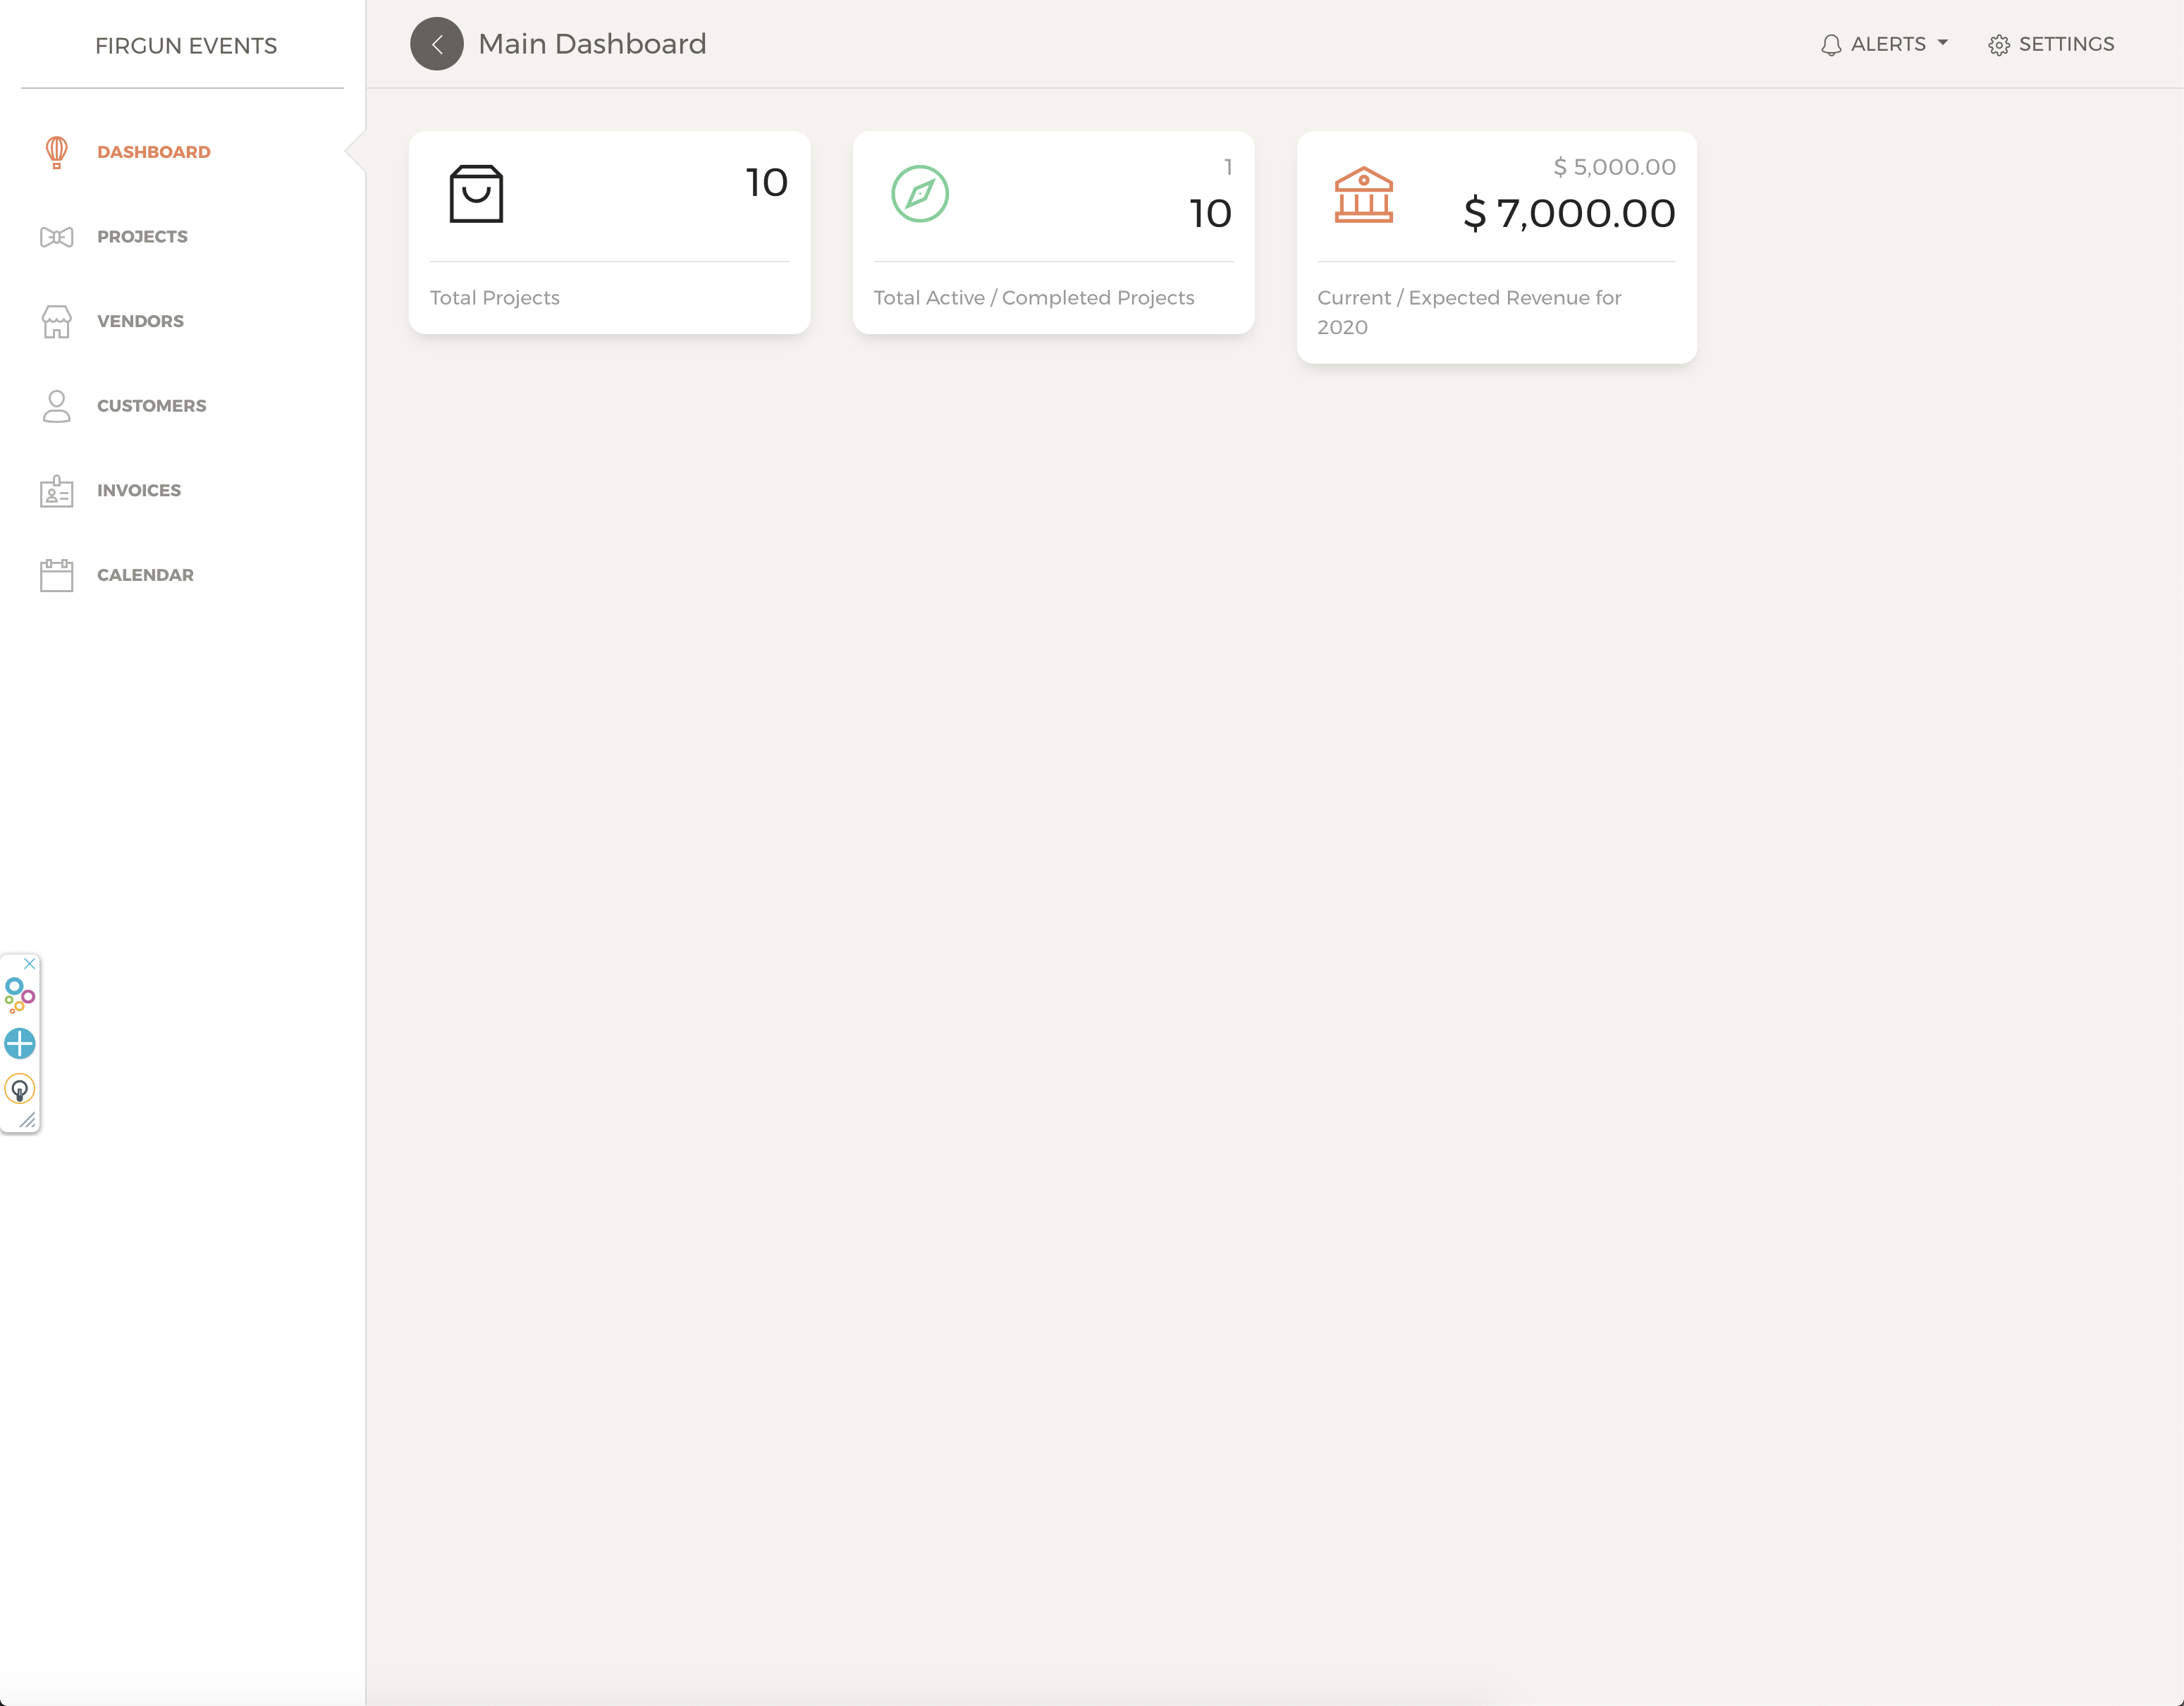 FIRGUN EVENTS
Main Dashboard
ALERTS
SETTINGS
DASHBOARD
PROJECTS
VENDORS
CUSTOMERS
INVOICES
CALENDAR
10
Total Projects
1
10
Total Active / Completed Projects
$ 5,000.00
$ 7,000.00
Current / Expected Revenue for
2020